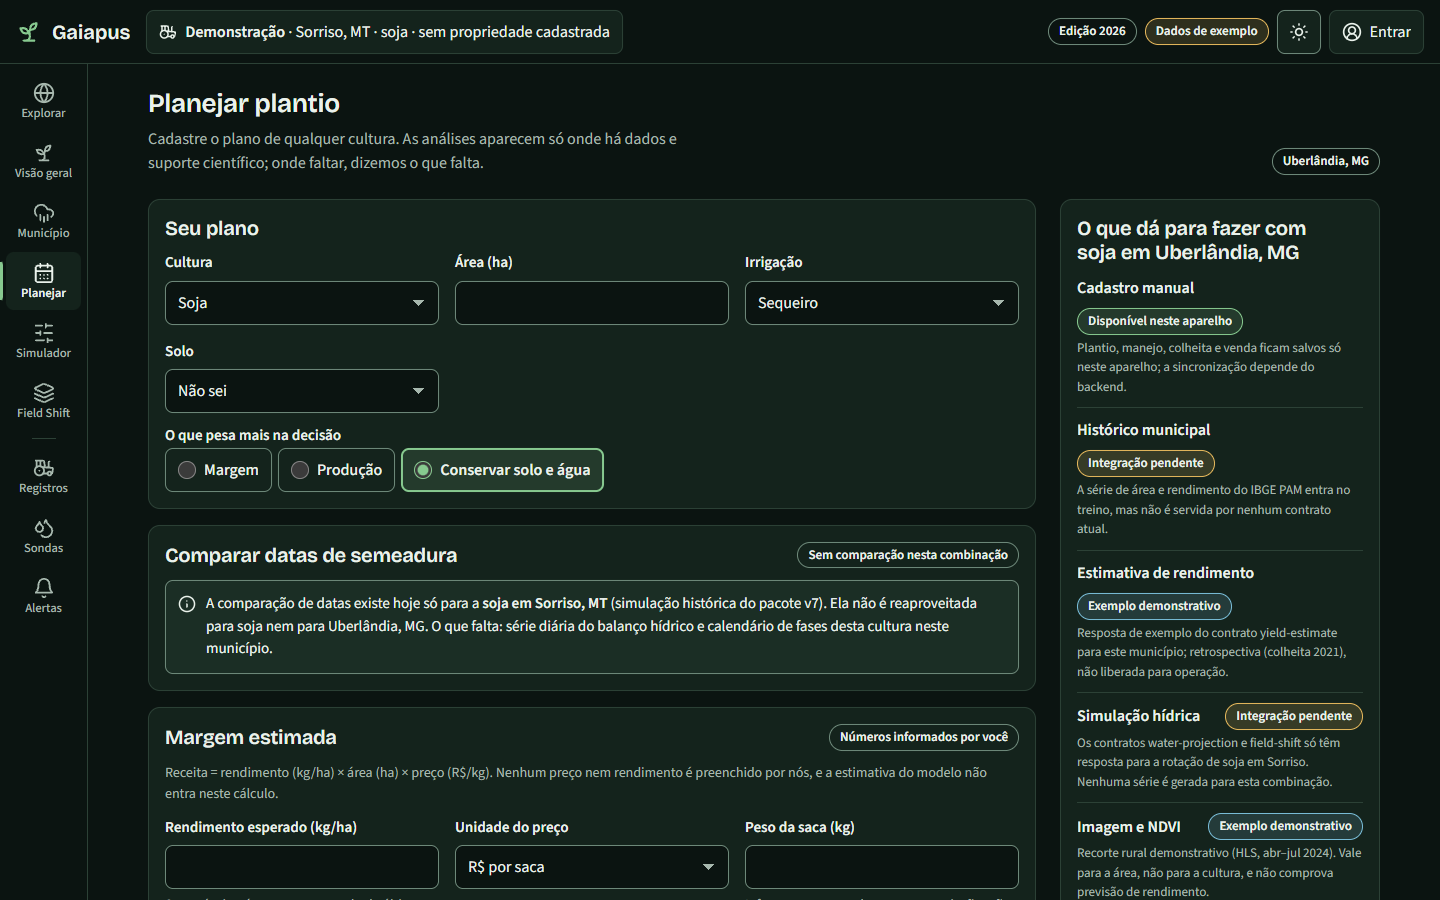 Gaiapus
Demonstração · Sorriso, MT · soja · sem propriedade cadastrada
Edição 2026
Dados de exemplo
Entrar
Explorar
Visão geral
Município
Planejar
Simulador
Field Shift
Registros
Sondas
Alertas
Planejar plantio
Cadastre o plano de qualquer cultura. As análises aparecem só onde há dados e
suporte científico; onde faltar, dizemos o que falta.
Uberlândia, MG
Seu plano
Cultura
Área (ha)
Irrigação
Soja
Sequeiro
Solo
Não sei
O que pesa mais na decisão
Margem
Produção
Conservar solo e água
Comparar datas de semeadura
Sem comparação nesta combinação
A comparação de datas existe hoje só para a soja em Sorriso, MT (simulação histórica do pacote v7). Ela não é reaproveitada
para soja nem para Uberlândia, MG. O que falta: série diária do balanço hídrico e calendário de fases desta cultura neste
município.
Margem estimada
Números informados por você
Receita = rendimento (kg/ha) × área (ha) × preço (R$/kg). Nenhum preço nem rendimento é preenchido por nós, e a estimativa do modelo não
entra neste cálculo.
Rendimento esperado (kg/ha)
Unidade do preço
Peso da saca (kg)
R$ por saca
O que dá para fazer com
soja em Uberlândia, MG
Cadastro manual
Disponível neste aparelho
Plantio, manejo, colheita e venda ficam salvos só
neste aparelho; a sincronização depende do
backend.
Histórico municipal
Integração pendente
A série de área e rendimento do IBGE PAM entra no
treino, mas não é servida por nenhum contrato
atual.
Estimativa de rendimento
Exemplo demonstrativo
Resposta de exemplo do contrato yield-estimate
para este município; retrospectiva (colheita 2021),
não liberada para operação.
Simulação hídrica
Integração pendente
Os contratos water-projection e field-shift só têm
resposta para a rotação de soja em Sorriso.
Nenhuma série é gerada para esta combinação.
Imagem e NDVI
Exemplo demonstrativo
Recorte rural demonstrativo (HLS, abr–jul 2024). Vale
para a área, não para a cultura, e não comprova
previsão de rendimento.